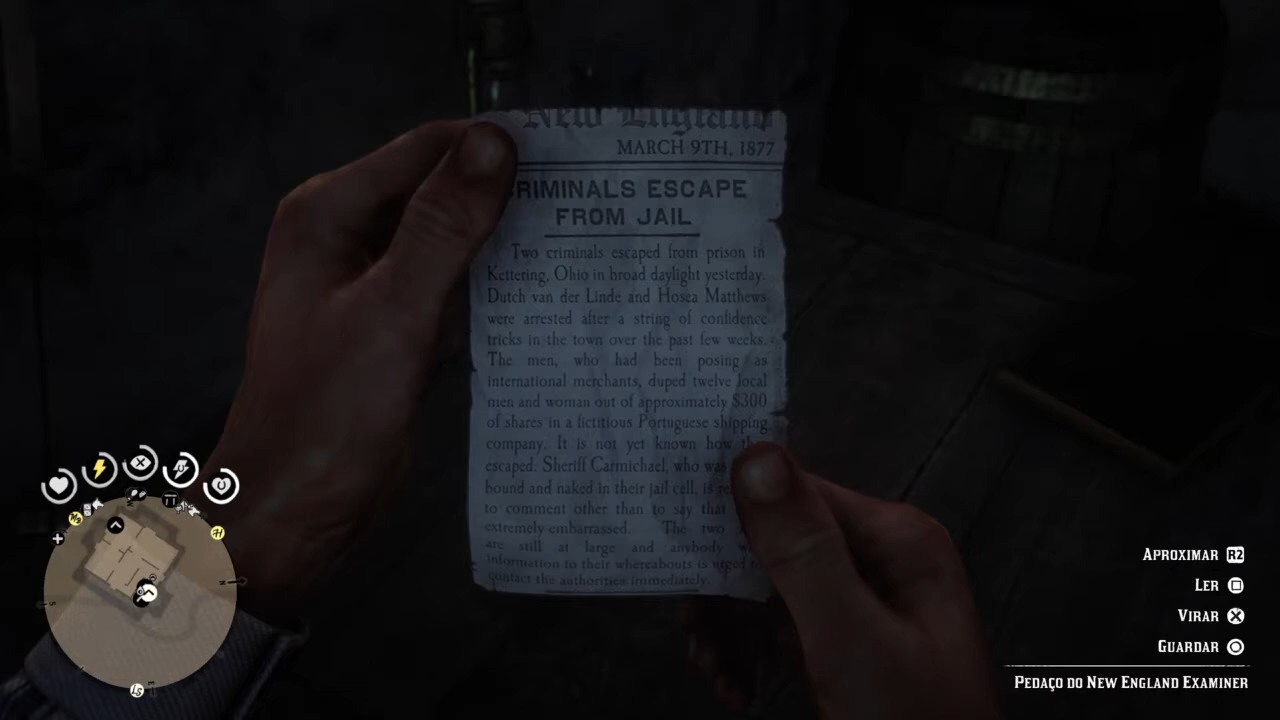 New England
MARCH 9TH, 1877
RIMINALS ESCAPE
FROM JAIL
Two criminals escaped from prison in
Kettering, Ohio in broad daylight yesterday.
Dutch van der Linde and Hosea Matthews
were arrested after a string of confidence
tricks in the town over the past few weeks.
The men, who had been posing as
international merchants, duped twelve local
men and woman out of approximately $300
of shares in a fictitious Portuguese shipping
company. It is not yet known how
escaped. Sheriff Carmichael, who was
bound and naked in their jail cell, is
to comment other than to say that
extremely embarrassed. The two
are still at large and anybody
information to their whereabouts is urged to
contact the authorities immediately.
APROXIMAR R2
LER
VIRAR
GUARDAR
PEDAÇO DO NEW ENGLAND EXAMINER
H
LS